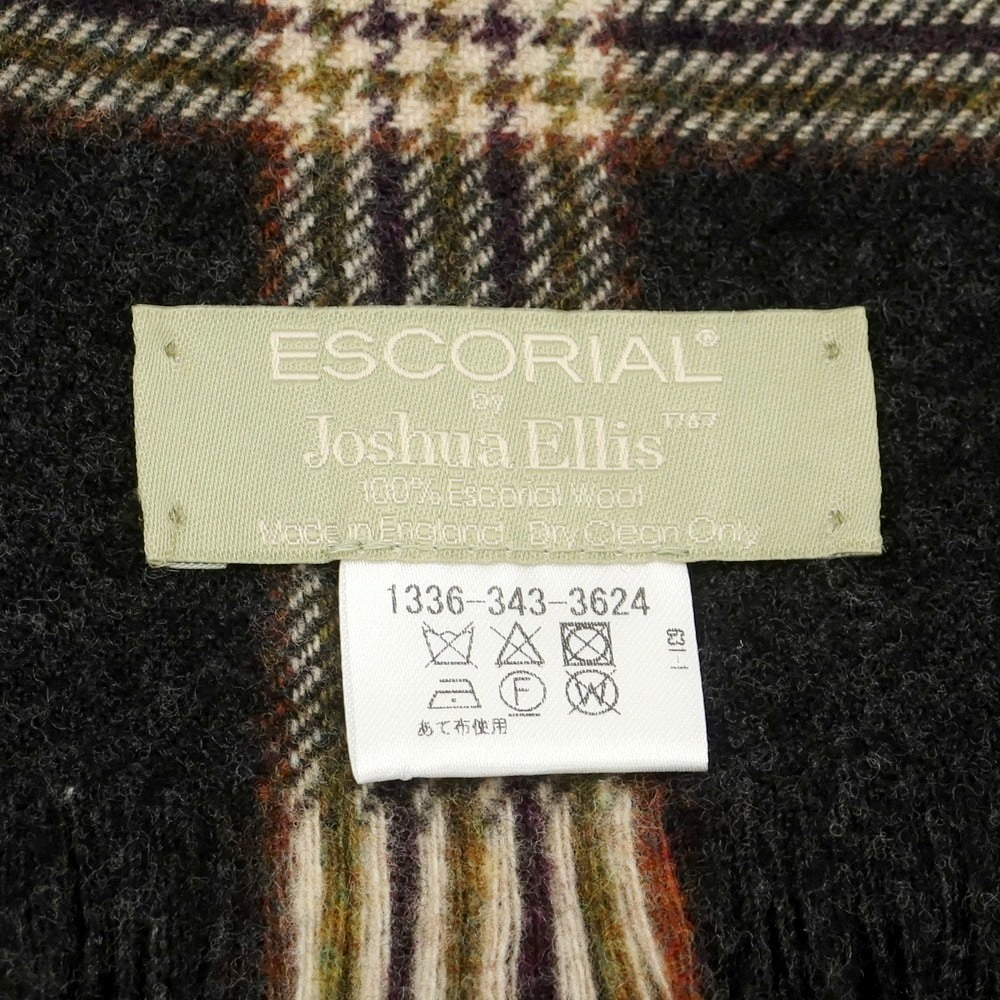 ESCORIAL®
by
Joshua Ellis 1767
100% Escorial Wool
Made in England Dry Clean Only
1336-343-3624
F W
あて布使用